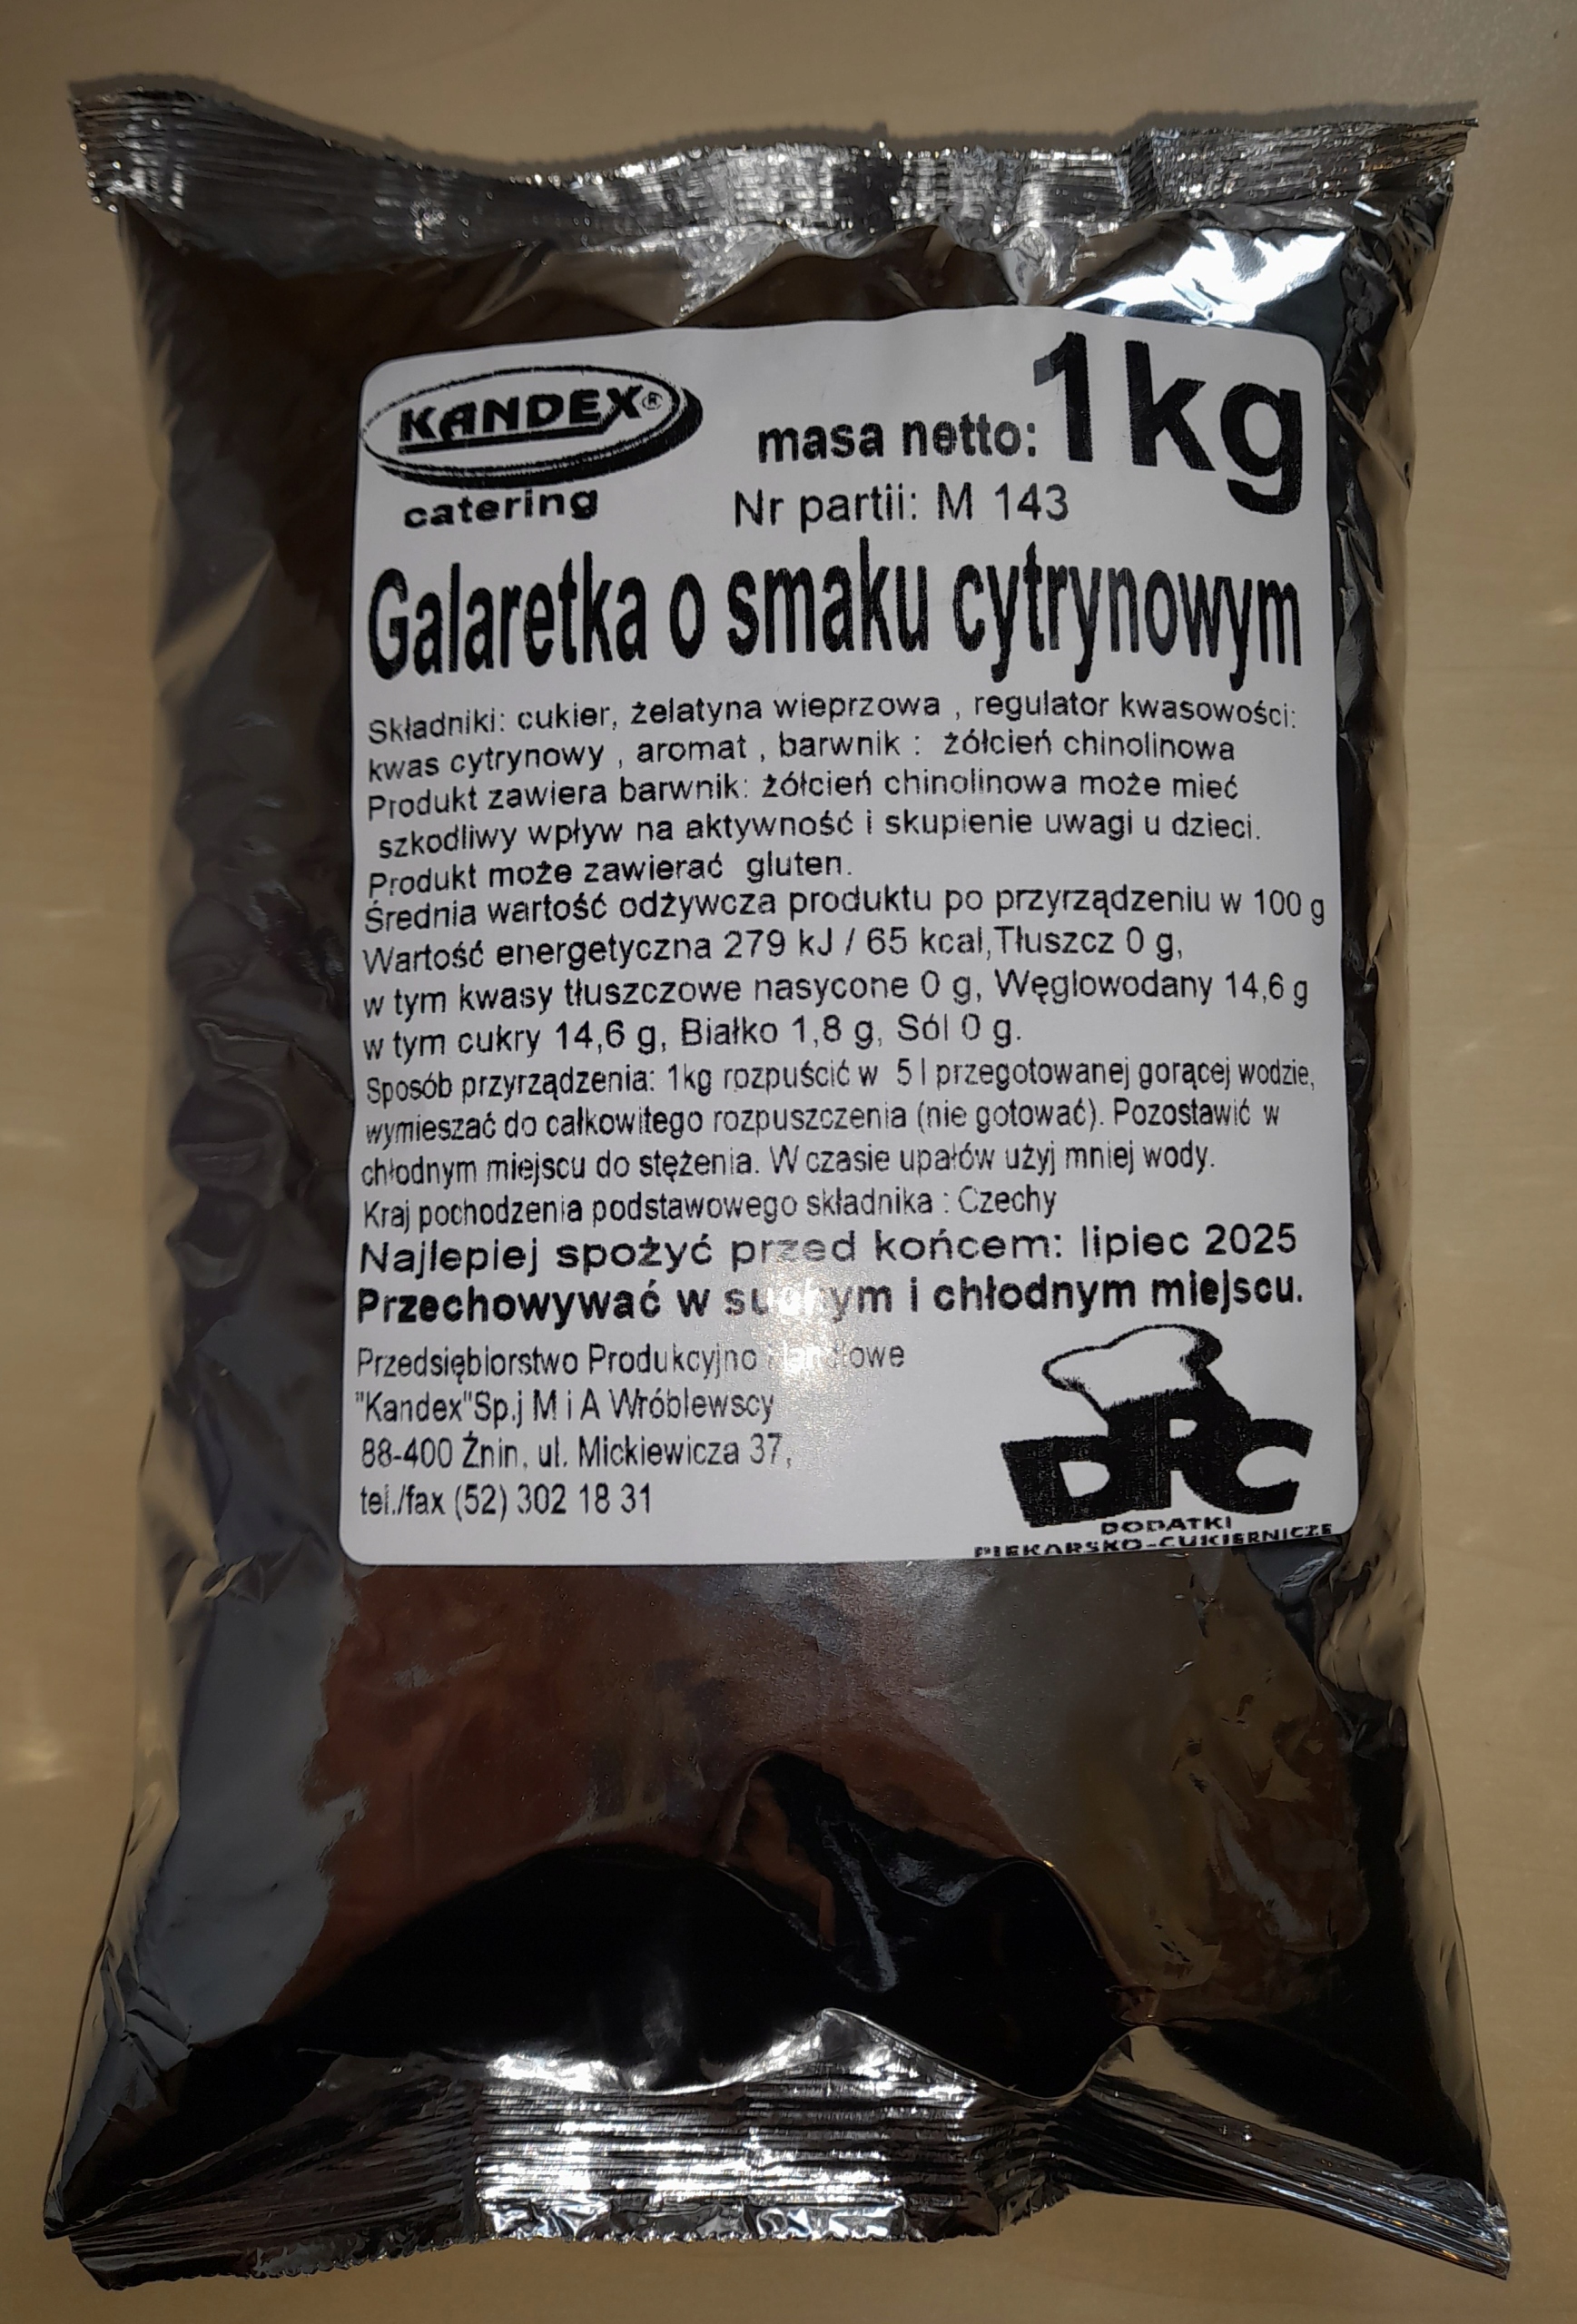 KANDEX®
catering
masa netto: 1kg
Nr partii: M 143
Galaretka o smaku cytrynowym
Składniki: cukier, żelatyna wieprzowa , regulator kwasowości:
kwas cytrynowy , aromat , barwnik : żółcień chinolinowa
Produkt zawiera barwnik: żółcień chinolinowa może mieć
szkodliwy wpływ na aktywność i skupienie uwagi u dzieci.
Produkt może zawierać gluten.
Średnia wartość odżywcza produktu po przyrządzeniu w 100 g
Wartość energetyczna 279 kJ / 65 kcal,Tłuszcz 0 g,
w tym kwasy tłuszczowe nasycone 0 g, Węglowodany 14,6 g
w tym cukry 14,6 g, Białko 1,8 g, Sól 0 g.
Sposób przyrządzenia: 1kg rozpuścić w 5 l przegotowanej gorącej wodzie,
wymieszać do całkowitego rozpuszczenia (nie gotować). Pozostawić w
chłodnym miejscu do stężenia. W czasie upałów użyj mniej wody.
Kraj pochodzenia podstawowego składnika : Czechy
Najlepiej spożyć przed końcem: lipiec 2025
Przechowywać w suchym i chłodnym miejscu.
Przedsiębiorstwo Produkcyjno Handlowe
"Kandex"Sp.j M i A Wróblewscy
88-400 Żnin, ul. Mickiewicza 37,
tel./fax (52) 302 18 31
DPC
DODATKI
PIEKARSKO-CUKIERNICZE